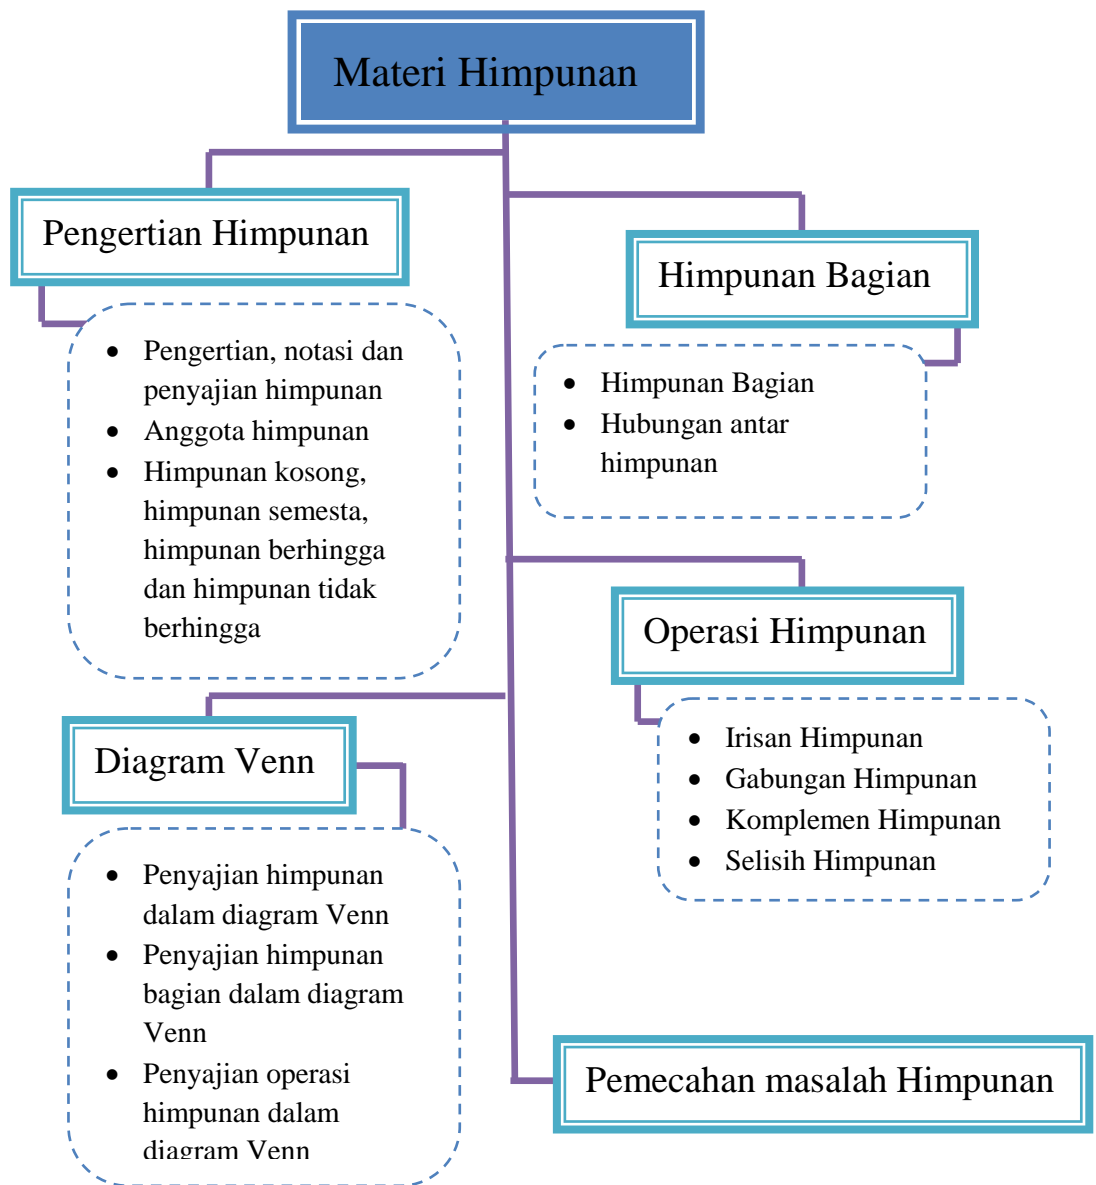 Materi Himpunan
Pengertian Himpunan
• Pengertian, notasi dan
penyajian himpunan
• Anggota himpunan
• Himpunan kosong,
himpunan semesta,
himpunan berhingga
dan himpunan tidak
berhingga
Himpunan Bagian
• Himpunan Bagian
• Hubungan antar
himpunan
Operasi Himpunan
• Irisan Himpunan
• Gabungan Himpunan
• Komplemen Himpunan
• Selisih Himpunan
Diagram Venn
• Penyajian himpunan
dalam diagram Venn
• Penyajian himpunan
bagian dalam diagram
Venn
• Penyajian operasi
himpunan dalam
diagram Venn
Pemecahan masalah Himpunan